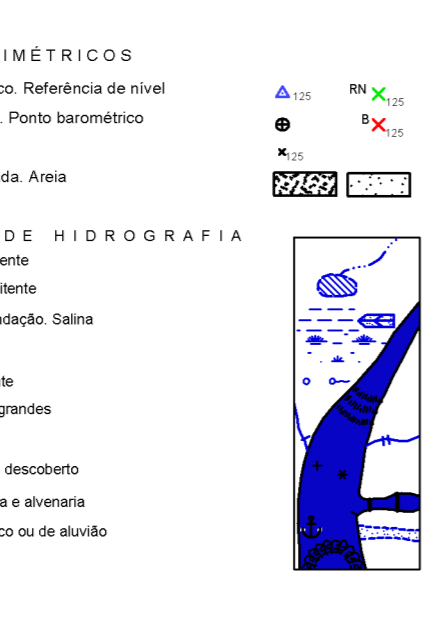 IMÉTRICOS
co. Referência de nível
125 RN 125
. Ponto barométrico
B 125
125
da. Areia
DE HIDROGRAFIA
ente
itente
ndação. Salina
te
grandes
descoberto
a e alvenaria
co ou de aluvião